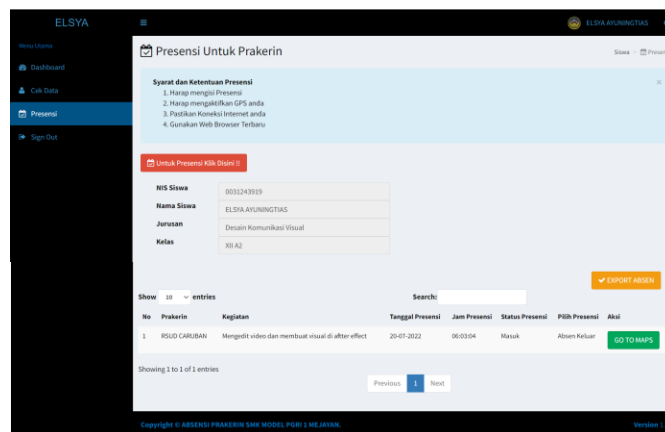 ELSYA
ELSYA AYUNINGTIAS
Menu Utama
Dashboard
Cek Data
Presensi
Sign Out
Presensi Untuk Prakerin
Siswa
Syarat dan Ketentuan Presensi
1. Harap mengisi Presensi
2. Harap mengaktifkan GPS anda
3. Pastikan Koneksi Internet anda
4. Gunakan Web Browser Terbaru
×
Untuk Presensi Klik Disini !!
NIS Siswa 0031243919
Nama Siswa ELSYA AYUNINGTIAS
Jurusan Desain Komunikasi Visual
Kelas XII A2
EXPORT ABSEN
Show 10 entries Search:
No Prakerin Kegiatan Tanggal Presensi Jam Presensi Status Presensi Pilih Presensi Aksi
1 RSUD CARUBAN Mengedit video dan membuat visual di aftter effect 20-07-2022 06:03:04 Masuk Absen Keluar GO TO MAPS
Showing 1 to 1 of 1 entries
Previous 1 Next
Copyright © ABSENSI PRAKERIN SMK MODEL PGRI 1 MEJAYAN. Version